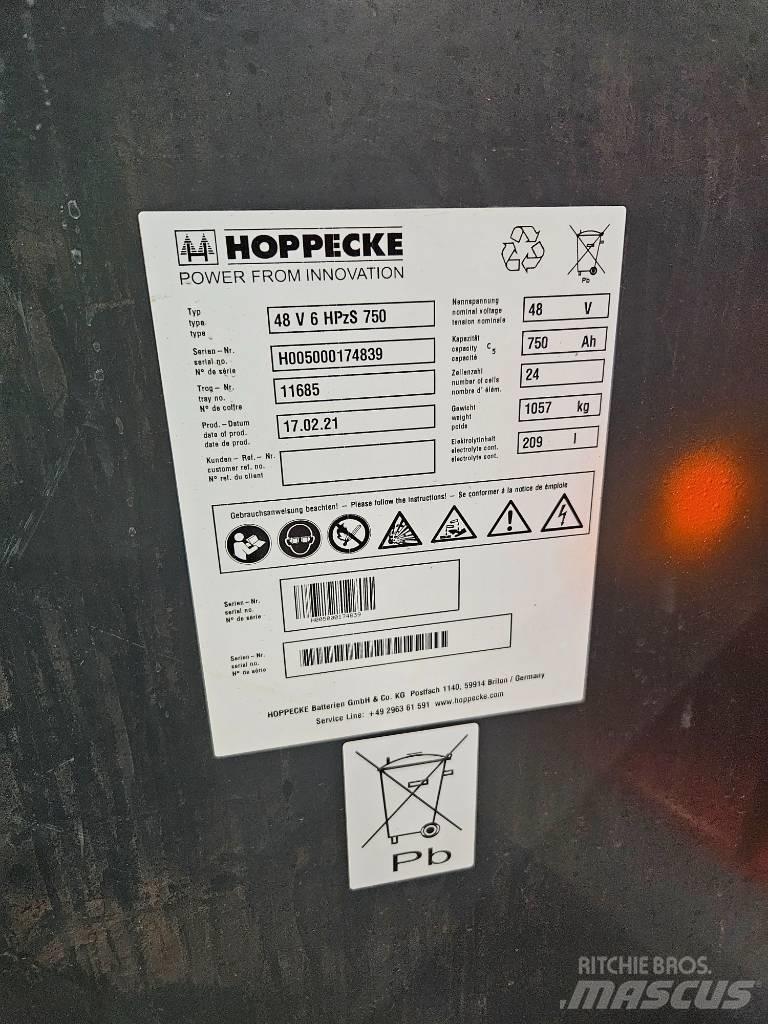 HOPPECKE
POWER FROM INNOVATION
Pb
Typ
type
type
48 V 6 HPzS 750
Serien-Nr.
serial no.
N° de série
H005000174839
Trog-Nr.
tray no.
N° de coffre
11685
Prod.-Datum
date of prod.
date de prod.
17.02.21
Kunden-Ref.-Nr.
customer ref. no.
N° ref. du client
Nennspannung
nominal voltage
tension nominale
48 V
Kapazität
capacity C5
capacité
750 Ah
Zellenzahl
number of cells
nombre d'élém.
24
Gewicht
weight
poids
1057 kg
Elektrolytinhalt
electrolyte cont.
électrolyte cont.
209 l
Gebrauchsanweisung beachten! – Please follow the instructions! – Se conformer à la notice de émploie
Serien-Nr.
serial no.
N° de série
H005000174839
Serien-Nr.
serial no.
N° de série
HOPPECKE Batterien GmbH & Co. KG Postfach 1140, 59914 Brilon / Germany
Service Line: +49 2963 61 591 www.hoppecke.com
Pb
RITCHIE BROS.
MASCUS